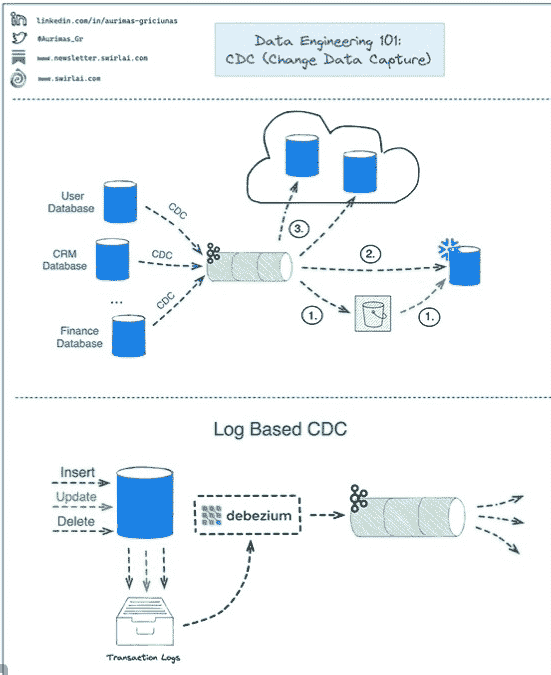 linkedin.com/in/aurimas-griciunas
@Aurimas_Gr
www.newsletter.swirlai.com
www.swirlai.com
Data Engineering 101:
CDC (Change Data Capture)
User
Database
CDC
CRM
Database
CDC
...
Finance
Database
CDC
3.
2.
1.
1.
Log Based CDC
Insert
Update
Delete
debezium
Transaction Logs